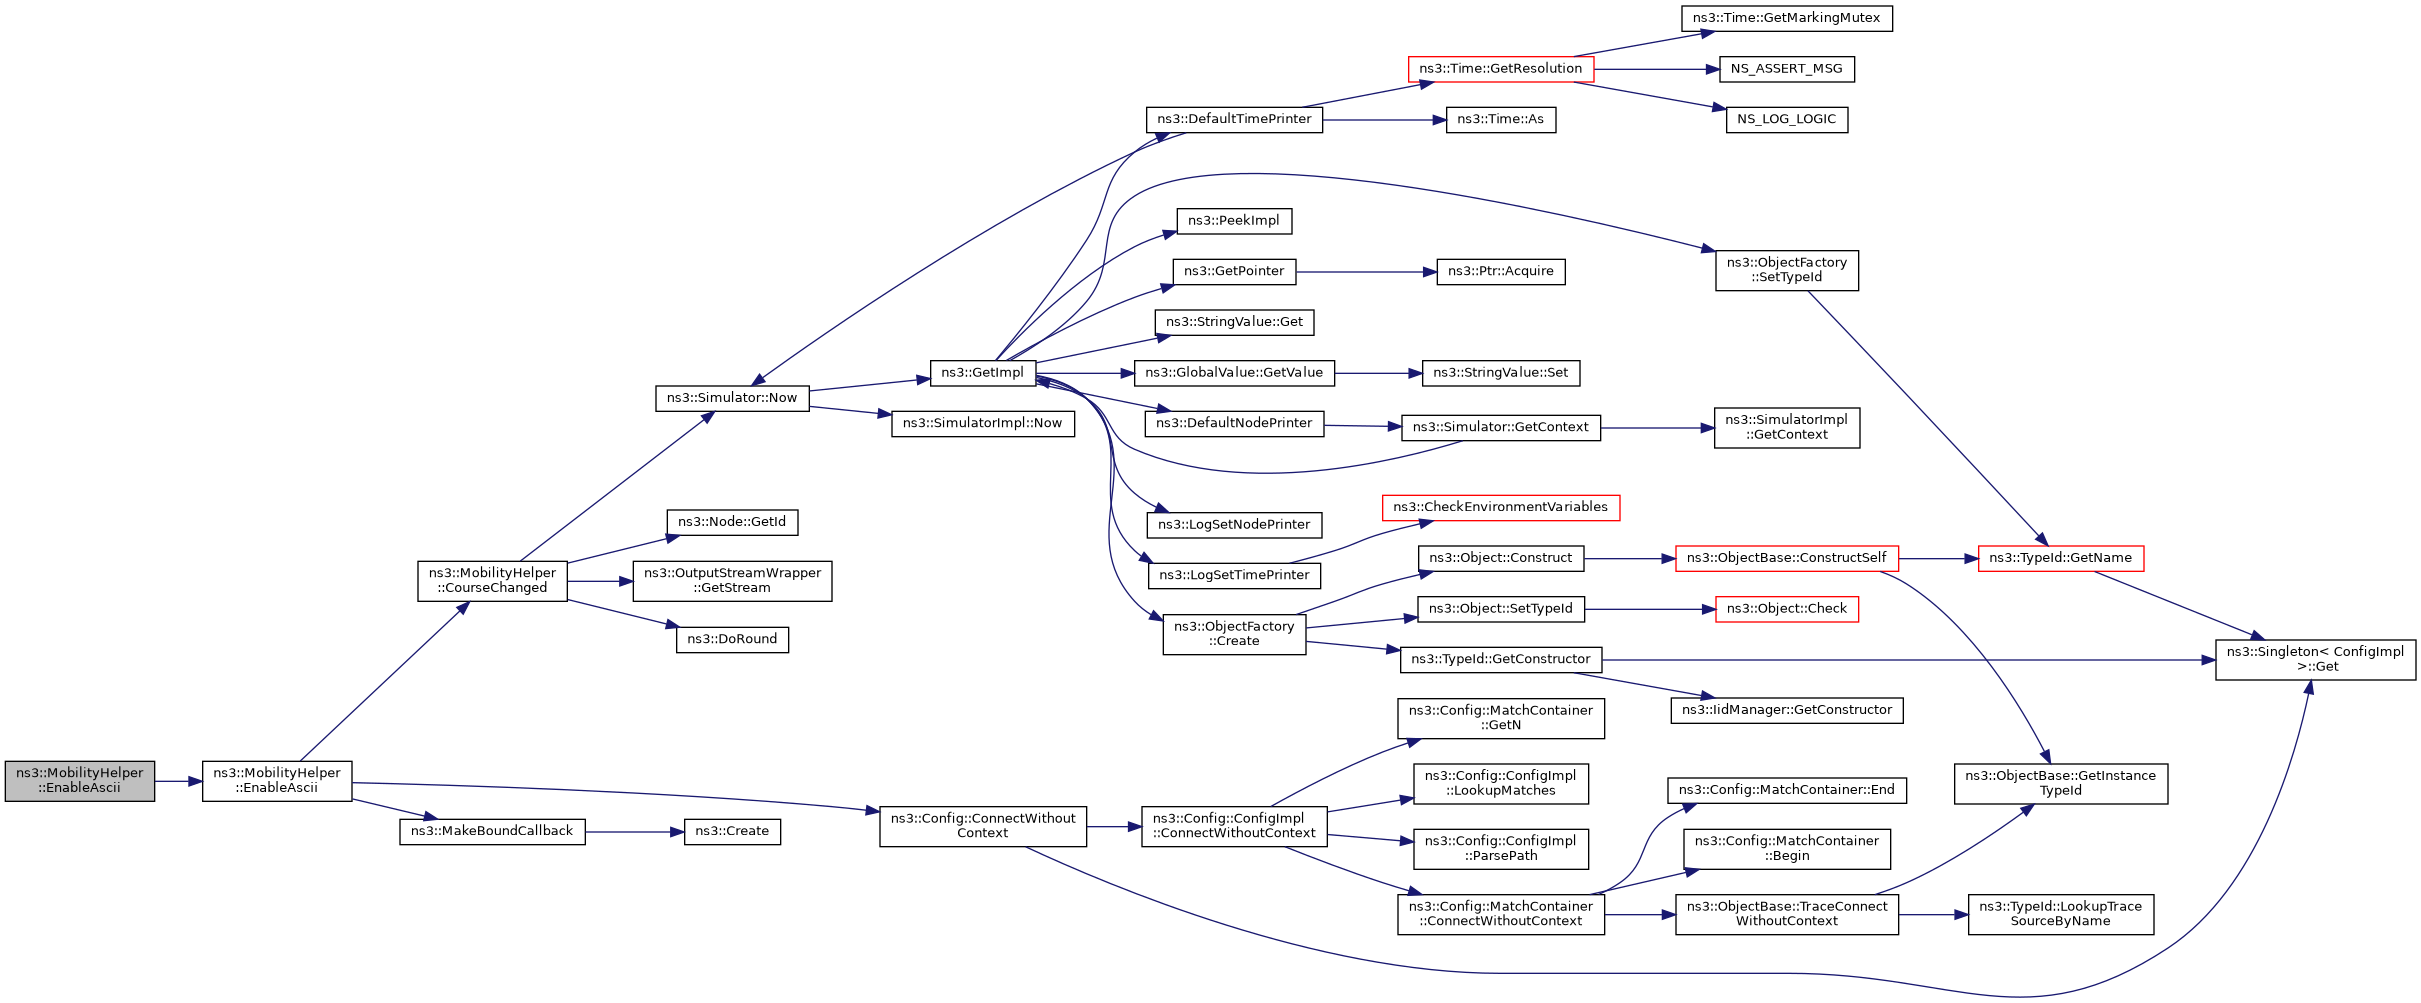 ns3::Time::GetMarkingMutex
ns3::Time::GetResolution
NS_ASSERT_MSG
ns3::DefaultTimePrinter
ns3::Time::As
NS_LOG_LOGIC
ns3::PeekImpl
ns3::GetPointer
ns3::Ptr::Acquire
ns3::ObjectFactory
::SetTypeId
ns3::StringValue::Get
ns3::GetImpl
ns3::GlobalValue::GetValue
ns3::StringValue::Set
ns3::Simulator::Now
ns3::SimulatorImpl::Now
ns3::DefaultNodePrinter
ns3::Simulator::GetContext
ns3::SimulatorImpl
::GetContext
ns3::CheckEnvironmentVariables
ns3::Node::GetId
ns3::LogSetNodePrinter
ns3::MobilityHelper
::CourseChanged
ns3::OutputStreamWrapper
::GetStream
ns3::LogSetTimePrinter
ns3::Object::Construct
ns3::ObjectBase::ConstructSelf
ns3::TypeId::GetName
ns3::DoRound
ns3::ObjectFactory
::Create
ns3::Object::SetTypeId
ns3::Object::Check
ns3::TypeId::GetConstructor
ns3::Singleton< ConfigImpl
>::Get
ns3::IidManager::GetConstructor
ns3::Config::MatchContainer
::GetN
ns3::MobilityHelper
::EnableAscii
ns3::MobilityHelper
::EnableAscii
ns3::Config::ConfigImpl
::LookupMatches
ns3::Config::MatchContainer::End
ns3::ObjectBase::GetInstance
TypeId
ns3::MakeBoundCallback
ns3::Create
ns3::Config::ConnectWithout
Context
ns3::Config::ConfigImpl
::ConnectWithoutContext
ns3::Config::ConfigImpl
::ParsePath
ns3::Config::MatchContainer
::Begin
ns3::Config::MatchContainer
::ConnectWithoutContext
ns3::ObjectBase::TraceConnect
WithoutContext
ns3::TypeId::LookupTrace
SourceByName